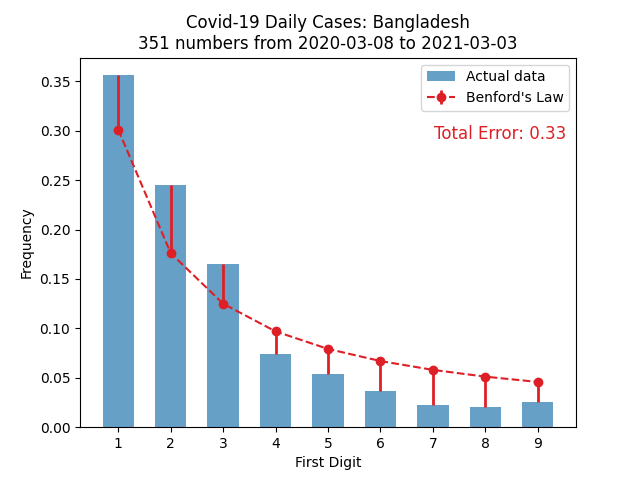 Covid-19 Daily Cases: Bangladesh
351 numbers from 2020-03-08 to 2021-03-03
Actual data
Benford's Law
Total Error: 0.33
Frequency
0.35
0.30
0.25
0.20
0.15
0.10
0.05
0.00
1 2 3 4 5 6 7 8 9
First Digit